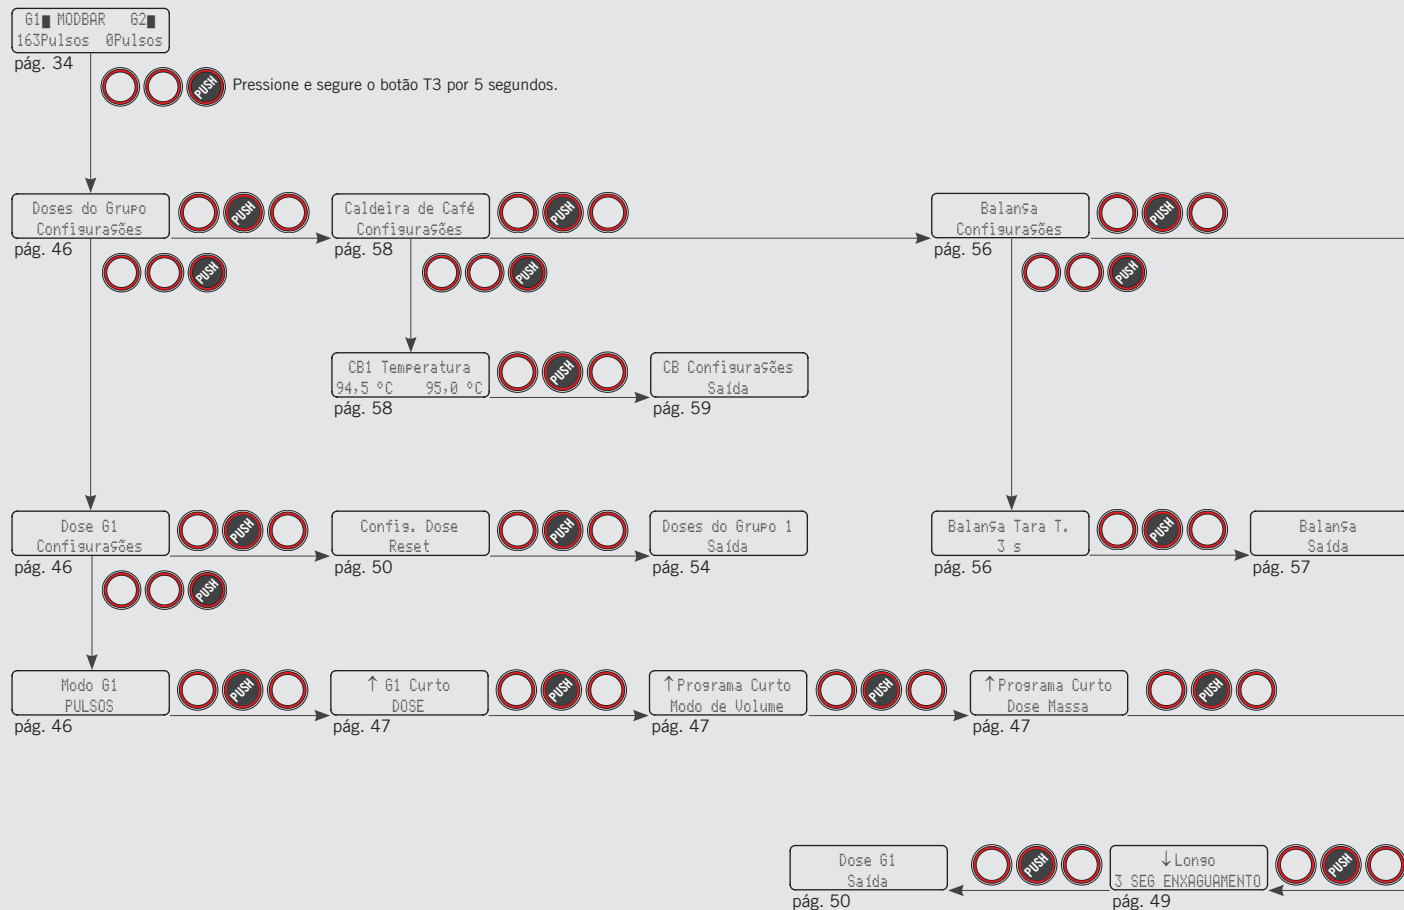 G1 MODBAR G2
163Pulsos 0Pulsos
pág. 34
PUSH
Pressione e segure o botão T3 por 5 segundos.
Doses do Grupo
Configurações
pág. 46
PUSH
Caldeira de Café
Configurações
pág. 58
PUSH
Balança
Configurações
pág. 56
PUSH
PUSH
PUSH
PUSH
CB1 Temperatura
94,5 °C 95,0 °C
pág. 58
PUSH
CB Configurações
Saída
pág. 59
Dose G1
Configurações
pág. 46
PUSH
Config. Dose
Reset
pág. 50
PUSH
Doses do Grupo 1
Saída
pág. 54
Balança Tara T.
3 s
pág. 56
PUSH
Balança
Saída
pág. 57
PUSH
Modo G1
PULSOS
pág. 46
PUSH
↑ G1 Curto
DOSE
pág. 47
PUSH
↑Programa Curto
Modo de Volume
pág. 47
PUSH
↑Programa Curto
Dose Massa
pág. 47
PUSH
Dose G1
Saída
pág. 50
PUSH
↓Longo
3 SEG ENXAGUAMENTO
pág. 49
PUSH